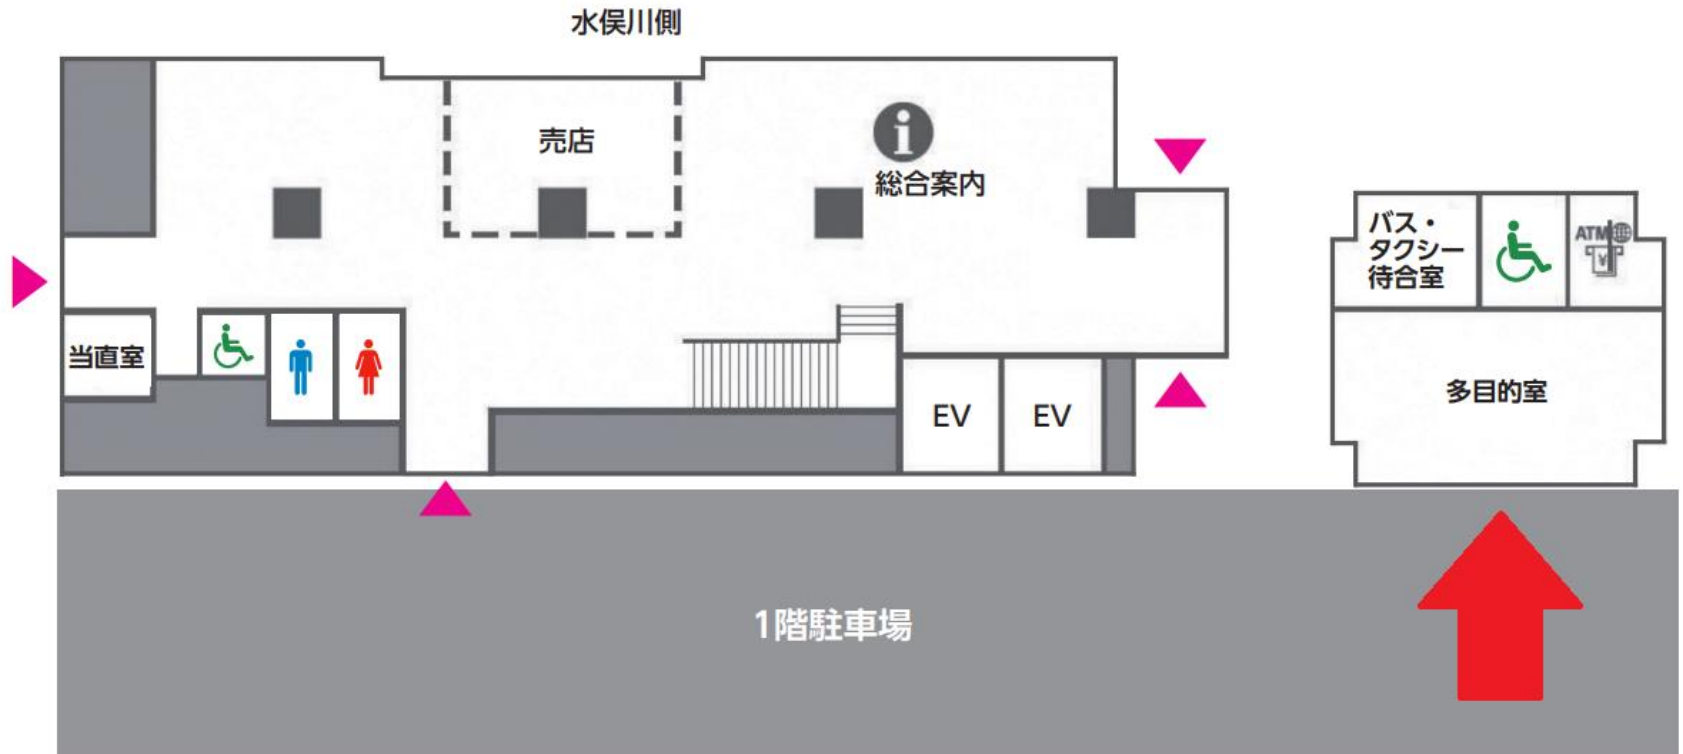 水俣川側
売店
総合案内
バス・
タクシー
待合室
ATM
¥
当直室
多目的室
EV
EV
1階駐車場